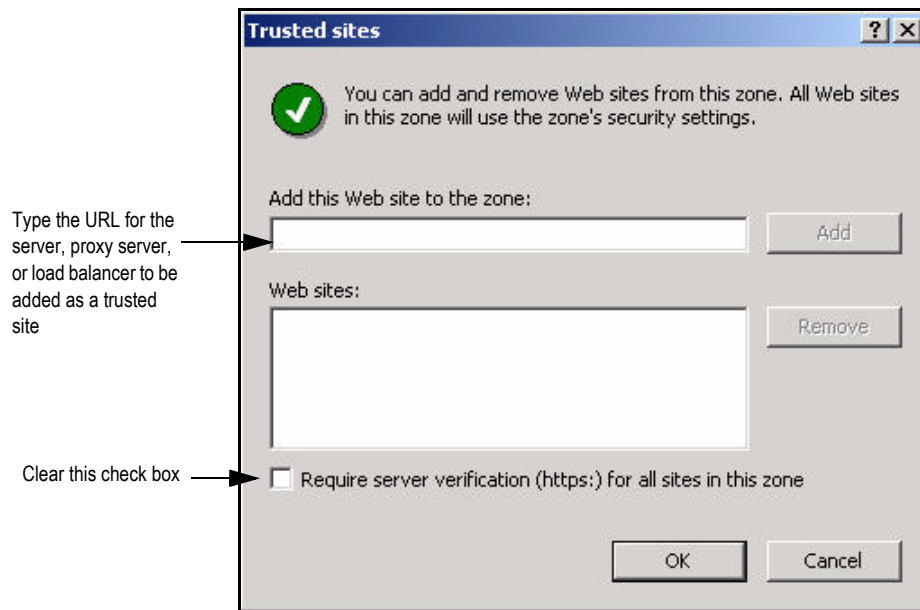 Trusted sites
You can add and remove Web sites from this zone. All Web sites
in this zone will use the zone's security settings.
Add this Web site to the zone:
Add
Type the URL for the
server, proxy server,
or load balancer to be
added as a trusted
site
Web sites:
Remove
Clear this check box
Require server verification (https:) for all sites in this zone
OK
Cancel